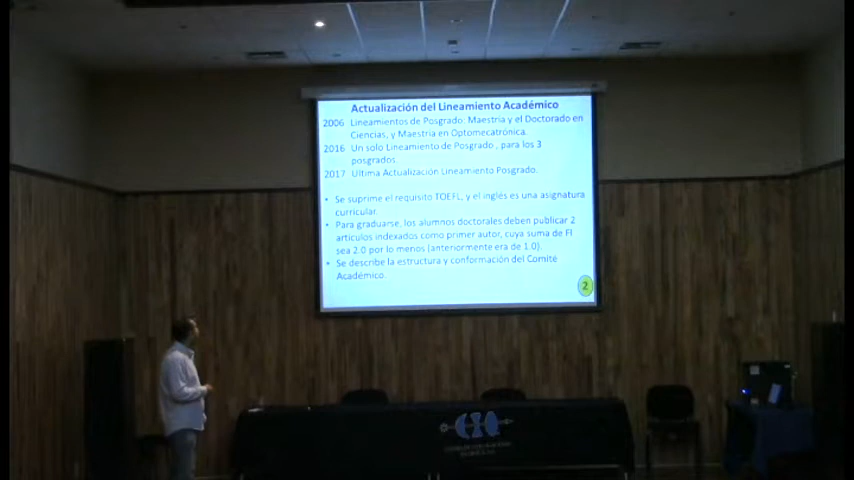 Actualización del Lineamiento Académico
2006 Lineamientos de Posgrado: Maestría y el Doctorado en
Ciencias, y Maestría en Optomecatrónica.
2016 Un solo Lineamiento de Posgrado , para los 3
posgrados.
2017 Ultima Actualización Lineamiento Posgrado.
• Se suprime el requisito TOEFL, y el inglés es una asignatura
curricular.
• Para graduarse, los alumnos doctorales deben publicar 2
artículos indexados como primer autor, cuya suma de FI
sea 2.0 por lo menos (anteriormente era de 1.0).
• Se describe la estructura y conformación del Comité
Académico.
2
CIO